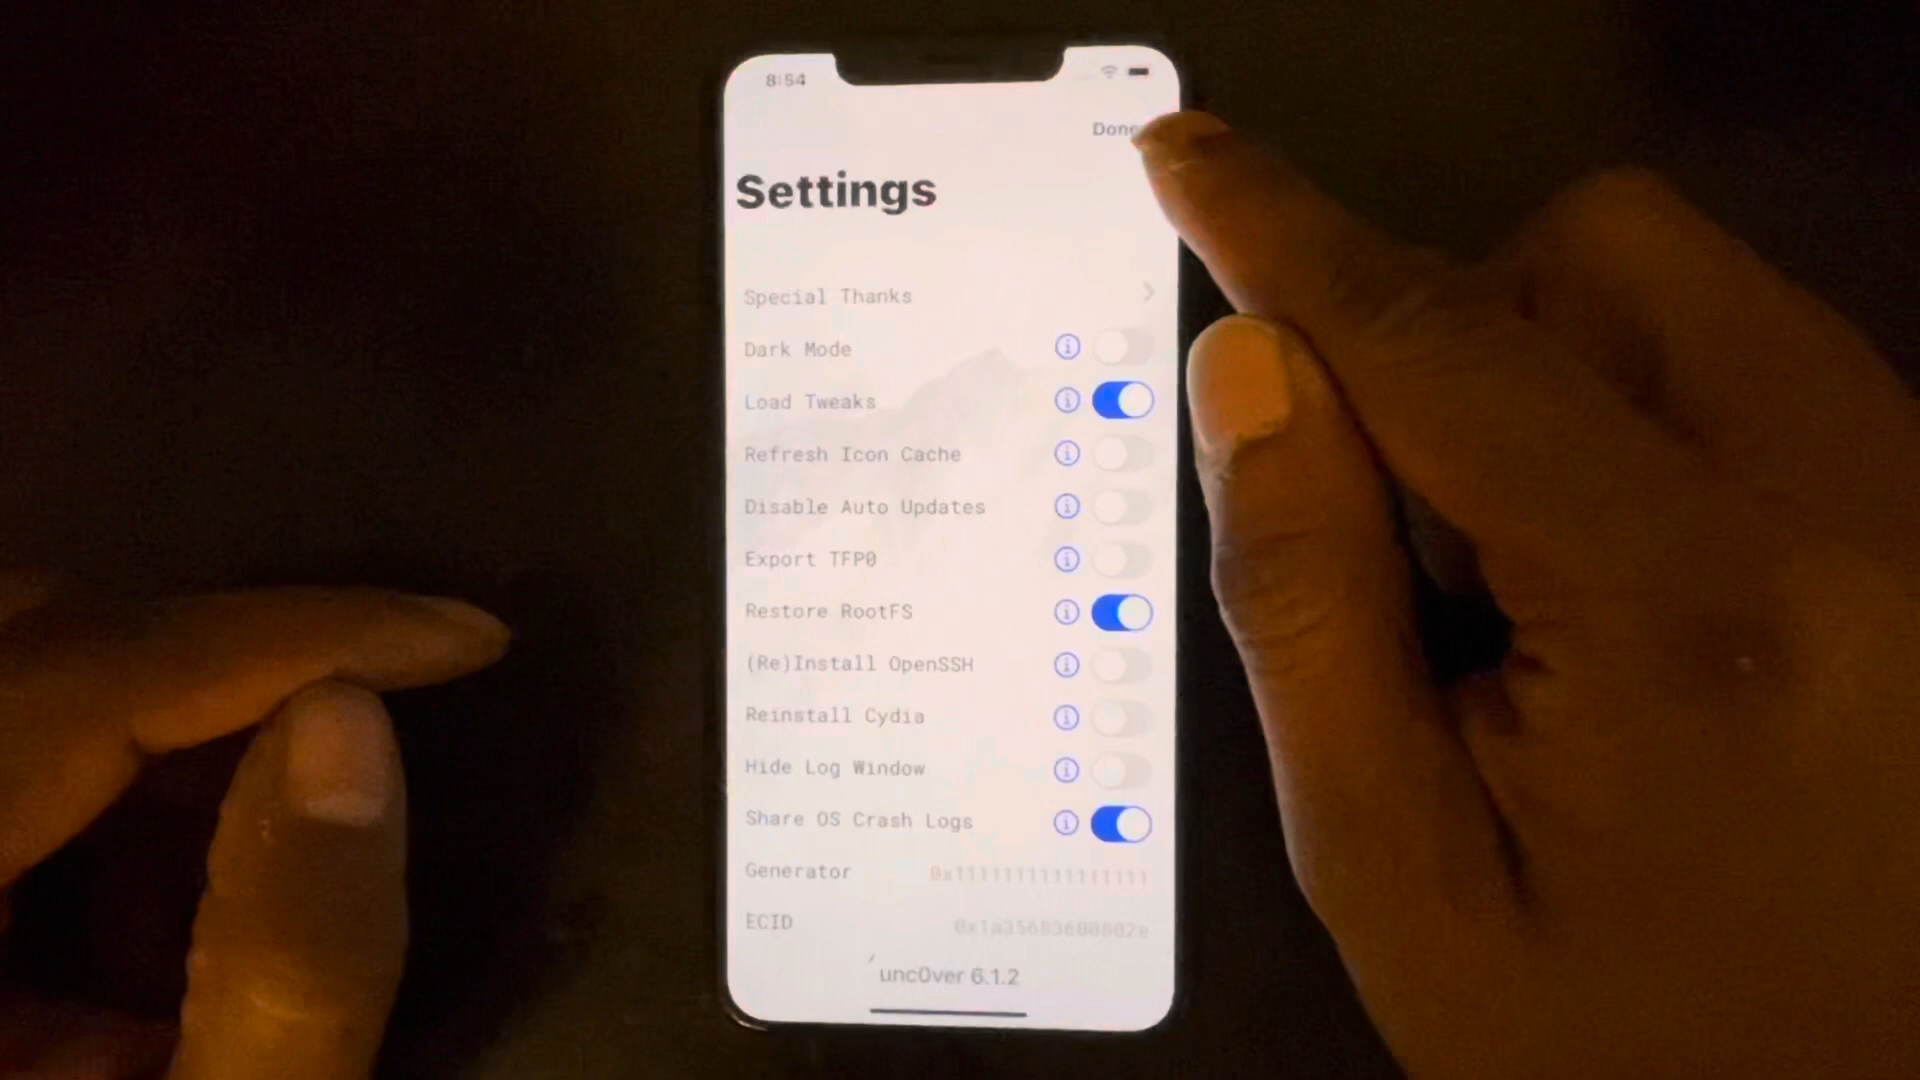 8:54
Done
Settings
Special Thanks
Dark Mode
Load Tweaks
Refresh Icon Cache
Disable Auto Updates
Export TFP0
Restore RootFS
(Re)Install OpenSSH
Reinstall Cydia
Hide Log Window
Share OS Crash Logs
Generator 0x1111111111111111
ECID
unc0ver 6.1.2